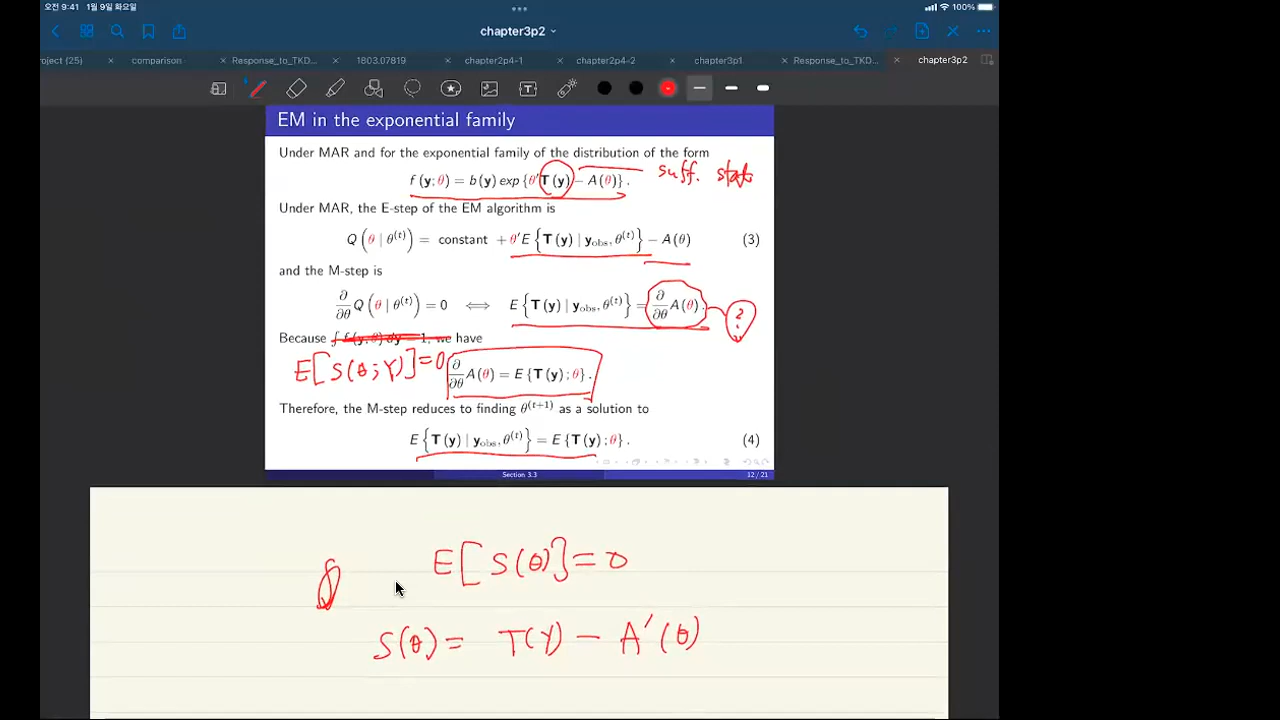 오전 9:41 1월 9일 화요일
100%
chapter3p2
roject (25) comparison Response_to_TKD... 1803.07819 chapter2p4-1 chapter2p4-2 chapter3p1 Response_to_TKD... chapter3p2
EM in the exponential family
Under MAR and for the exponential family of the distribution of the form
f (y; θ) = b(y) exp {θ′T(y) − A(θ)} . suff. stat
Under MAR, the E-step of the EM algorithm is
Q (θ | θ^(t)) = constant + θ′E {T(y) | y_obs, θ^(t)} − A(θ) (3)
and the M-step is
∂/∂θ Q (θ | θ^(t)) = 0 ⟺ E {T(y) | y_obs, θ^(t)} = ∂/∂θ A(θ). ?
Because ∫ f(y; θ) dy = 1, we have
E[S(θ; Y)] = 0 ∂/∂θ A(θ) = E {T(y); θ} .
Therefore, the M-step reduces to finding θ^(t+1) as a solution to
E {T(y) | y_obs, θ^(t)} = E {T(y); θ} . (4)
Section 3.3 12 / 21
E[S(θ)] = 0
S(θ) = T(Y) − A′(θ)